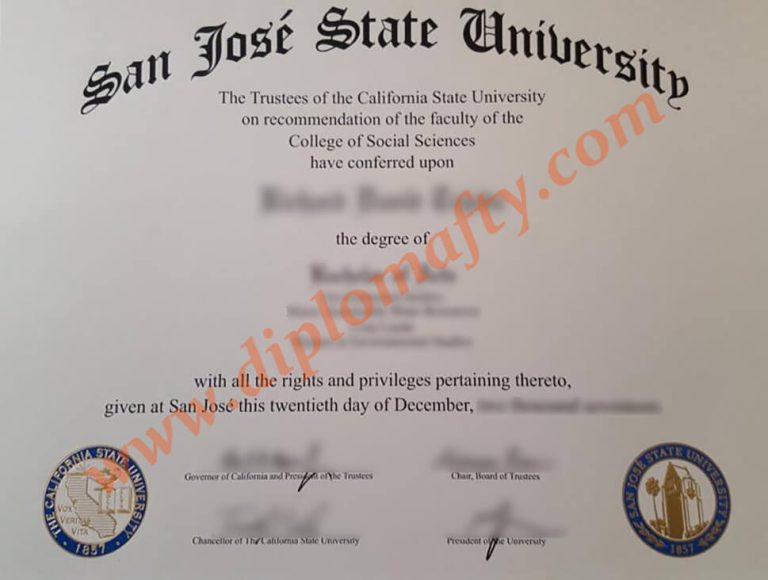 San José State University
The Trustees of the California State University
on recommendation of the faculty of the
College of Social Sciences
have conferred upon
the degree of
with all the rights and privileges pertaining thereto,
given at San José this twentieth day of December,
Governor of California and President of the Trustees
Chair, Board of Trustees
Chancellor of The California State University
President of the University
THE CALIFORNIA STATE UNIVERSITY
VOX
VERITAS
VITA
1857
SAN JOSE STATE UNIVERSITY
1857
www.diplomafty.com